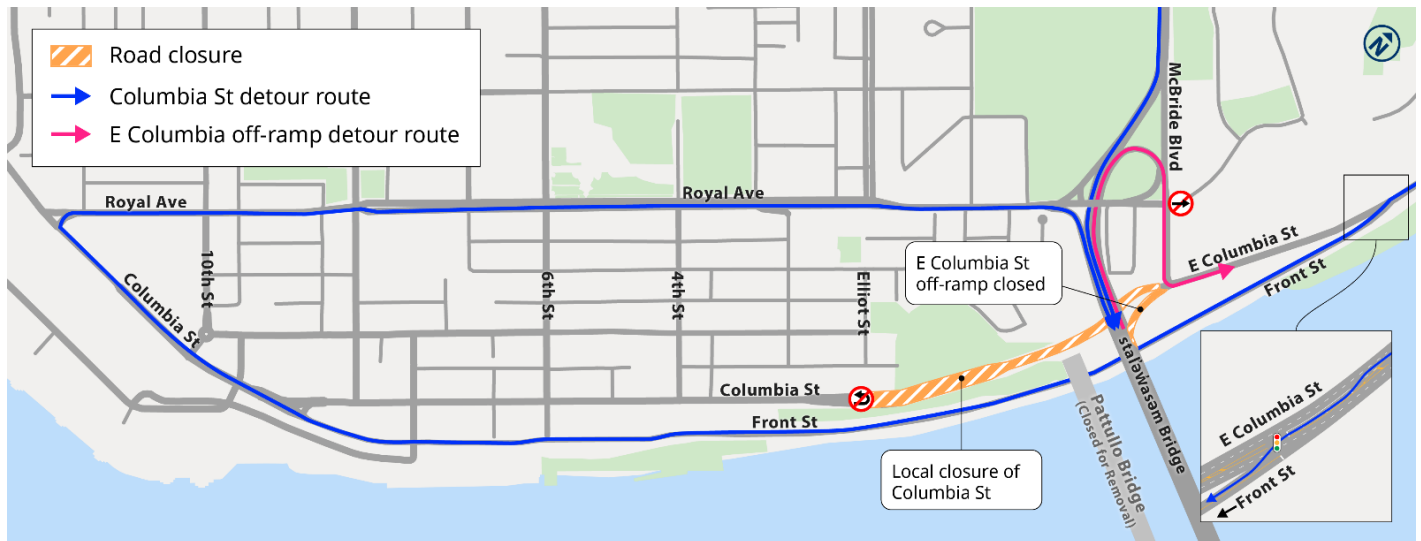 Road closure
Columbia St detour route
E Columbia off-ramp detour route
N
McBride Blvd
Royal Ave
Royal Ave
10th St
Columbia St
6th St
4th St
Elliot St
E Columbia St
off-ramp closed
E Columbia St
Front St
Columbia St
Front St
Local closure of
Columbia St
Pattullo Bridge
(Closed for Removal)
stal̓əw̓asəm Bridge
E Columbia St
Front St